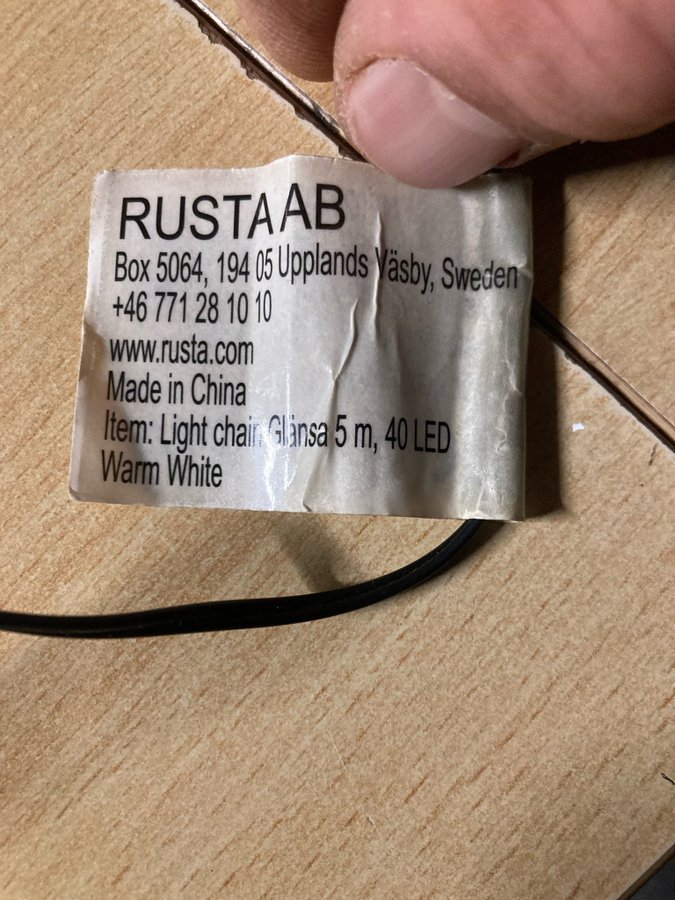 RUSTA AB
Box 5064, 194 05 Upplands Väsby, Sweden
+46 771 28 10 10
www.rusta.com
Made in China
Item: Light chain Glänsa 5 m, 40 LED
Warm White